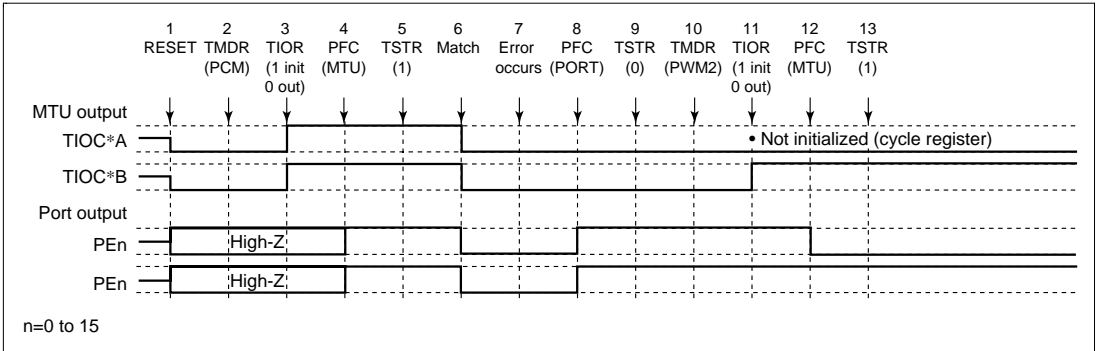 1 2 3 4 5 6 7 8 9 10 11 12 13
RESET TMDR TIOR PFC TSTR Match Error PFC TSTR TMDR TIOR PFC TSTR
(PCM) (1 init (MTU) (1) occurs (PORT) (0) (PWM2) (1 init (MTU) (1)
0 out) 0 out)
MTU output
TIOC*A • Not initialized (cycle register)
TIOC*B
Port output
PEn High-Z
PEn High-Z
n=0 to 15